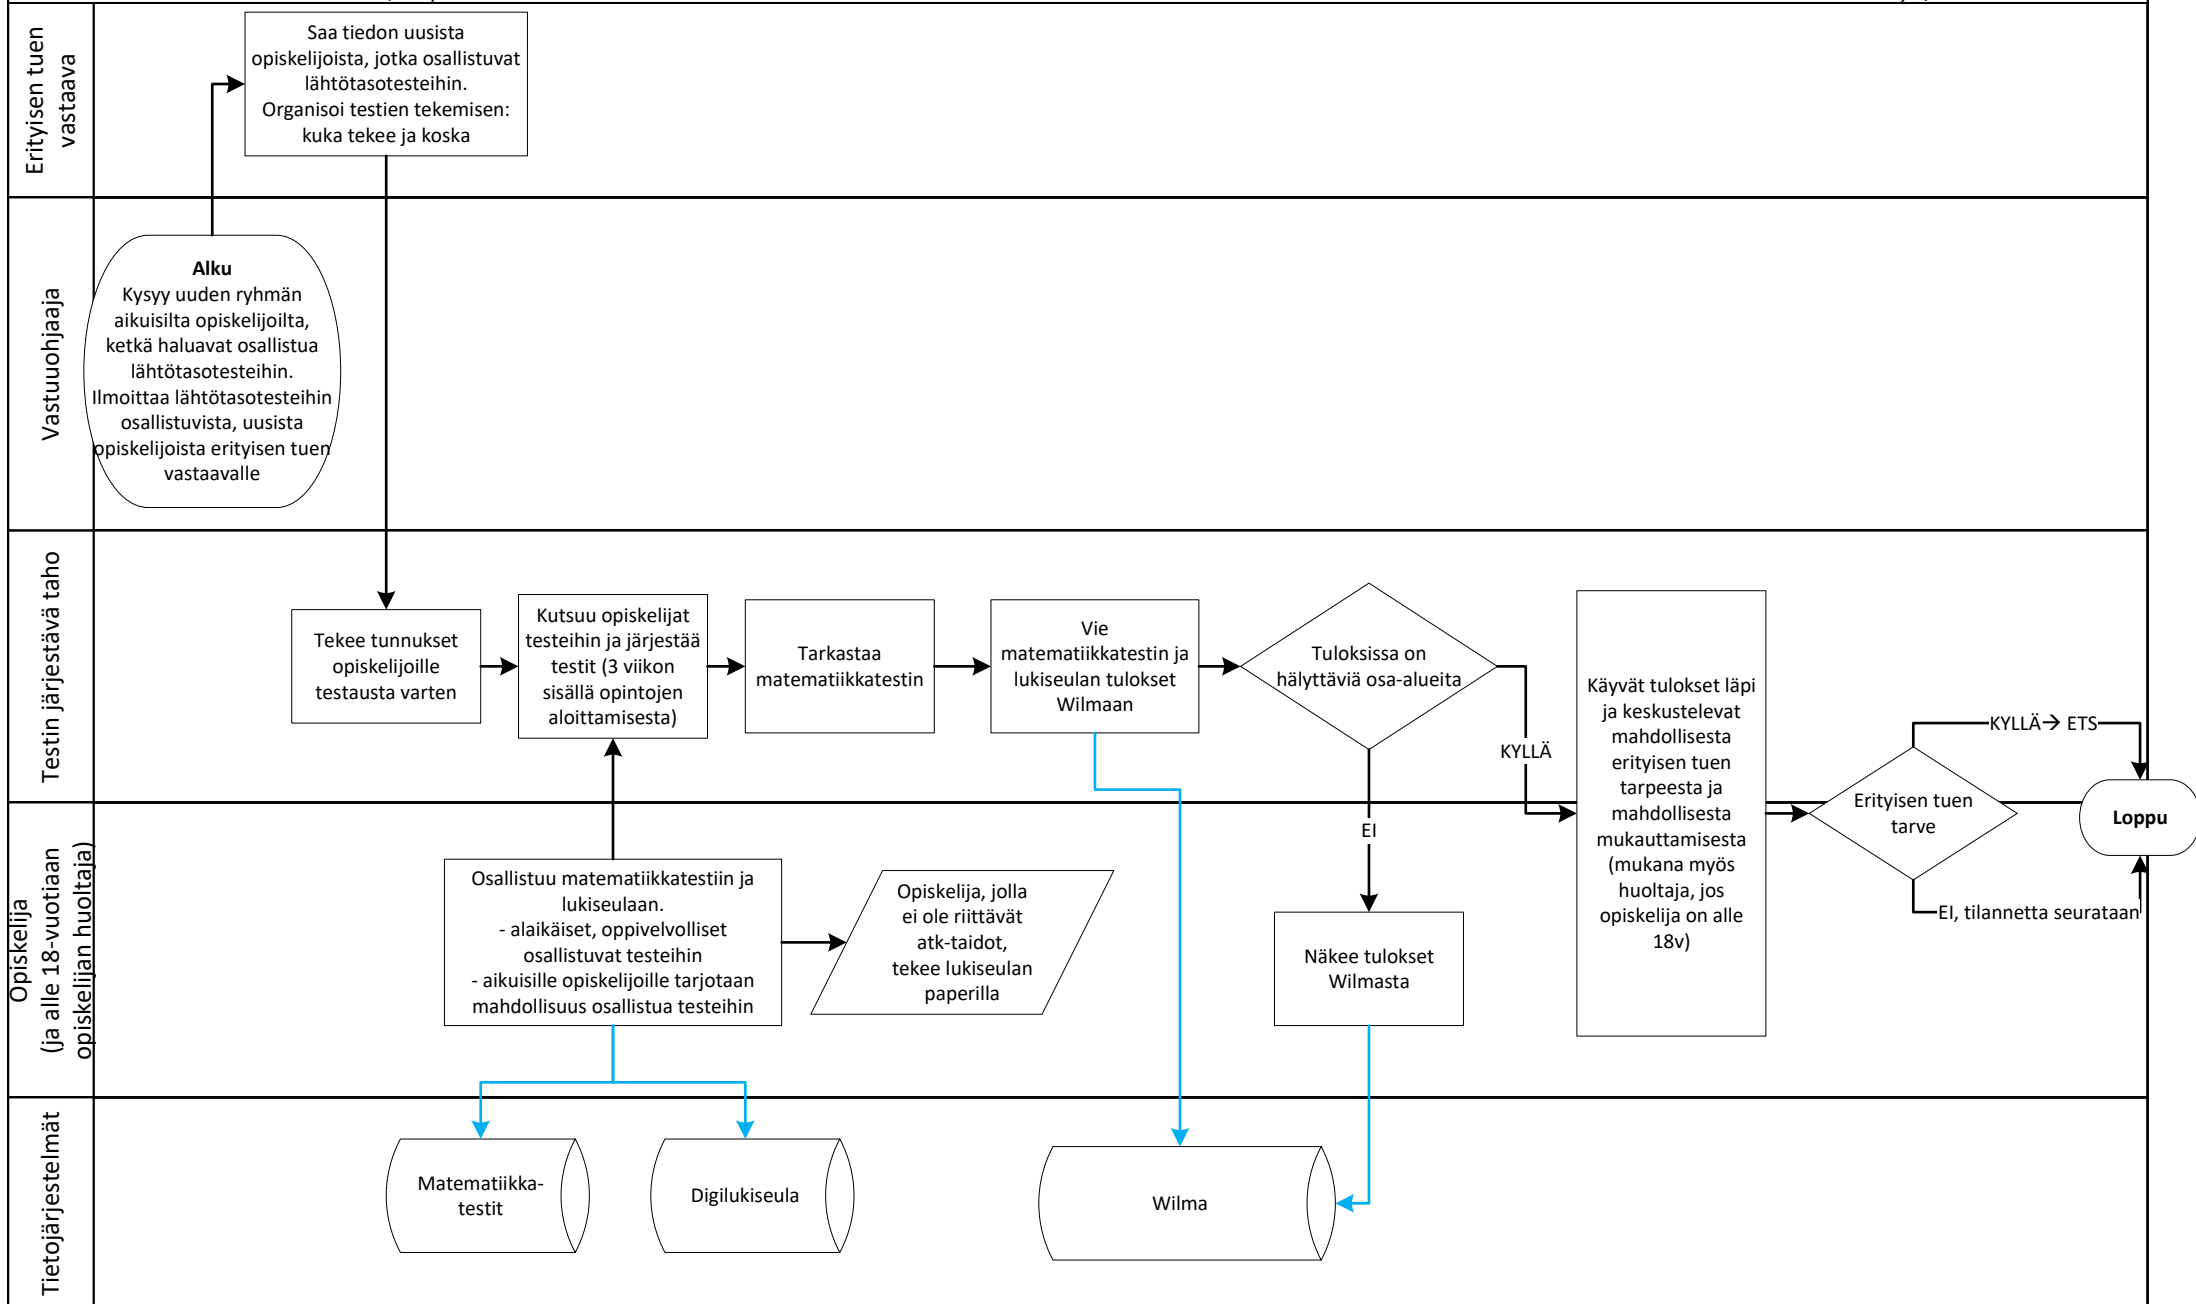 Erityisen tuen
vastaava
Saa tiedon uusista
opiskelijoista, jotka osallistuvat
lähtötasotesteihin.
Organisoi testien tekemisen:
kuka tekee ja koska
Vastuuohjaaja
Alku
Kysyy uuden ryhmän
aikuisilta opiskelijoilta,
ketkä haluavat osallistua
lähtötasotesteihin.
Ilmoittaa lähtötasotesteihin
osallistuvista, uusista
opiskelijoista erityisen tuen
vastaavalle
Testin järjestävä taho
Tekee tunnukset
opiskelijoille
testausta varten
Kutsuu opiskelijat
testeihin ja järjestää
testit (3 viikon
sisällä opintojen
aloittamisesta)
Tarkastaa
matematiikkatestin
Vie
matematiikkatestin ja
lukiseulan tulokset
Wilmaan
Tuloksissa on
hälyttäviä osa-alueita
KYLLÄ
EI
Käyvät tulokset läpi
ja keskustelevat
mahdollisesta
erityisen tuen
tarpeesta ja
mahdollisesta
mukauttamisesta
(mukana myös
huoltaja, jos
opiskelija on alle
18v)
Erityisen tuen
tarve
KYLLÄ→ ETS
EI, tilannetta seurataan
Loppu
Opiskelija
(ja alle 18-vuotiaan
opiskelijan huoltaja)
Osallistuu matematiikkatestiin ja
lukiseulaan.
- alaikäiset, oppivelvolliset
osallistuvat testeihin
- aikuisille opiskelijoille tarjotaan
mahdollisuus osallistua testeihin
Opiskelija, jolla
ei ole riittävät
atk-taidot,
tekee lukiseulan
paperilla
Näkee tulokset
Wilmasta
Tietojärjestelmät
Matematiikka-
testit
Digilukiseula
Wilma